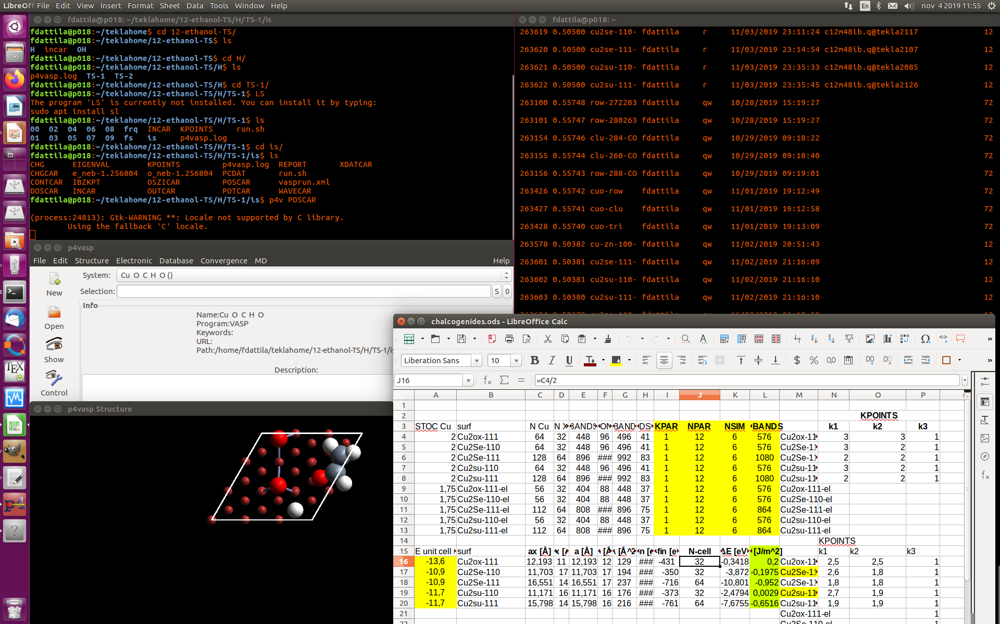 LibreOff File Edit View Insert Format Sheet Data Tools Window Help
En
nov 4 2019 11:55
fdattila@p018: ~/teklahome/12-ethanol-TS/H/TS-1/is
fdattila@p018:~/teklahome$ cd 12-ethanol-TS/
fdattila@p018:~/teklahome/12-ethanol-TS$ ls
H incar OH
fdattila@p018:~/teklahome/12-ethanol-TS$ cd H/
fdattila@p018:~/teklahome/12-ethanol-TS/H$ ls
p4vasp.log TS-1 TS-2
fdattila@p018:~/teklahome/12-ethanol-TS/H$ cd TS-1/
fdattila@p018:~/teklahome/12-ethanol-TS/H/TS-1$ LS
The program 'LS' is currently not installed. You can install it by typing:
sudo apt install sl
fdattila@p018:~/teklahome/12-ethanol-TS/H/TS-1$ ls
00 02 04 06 08 frq INCAR KPOINTS run.sh
01 03 05 07 09 fs is p4vasp.log
fdattila@p018:~/teklahome/12-ethanol-TS/H/TS-1$ cd is/
fdattila@p018:~/teklahome/12-ethanol-TS/H/TS-1/is$ ls
CHG EIGENVAL KPOINTS p4vasp.log REPORT XDATCAR
CHGCAR e_neb-1.256804 o_neb-1.256804 PCDAT run.sh
CONTCAR IBZKPT OSZICAR POSCAR vasprun.xml
DOSCAR INCAR OUTCAR POTCAR WAVECAR
fdattila@p018:~/teklahome/12-ethanol-TS/H/TS-1/is$ p4v POSCAR
(process:24813): Gtk-WARNING **: Locale not supported by C library.
Using the fallback 'C' locale.
fdattila@p018: ~
263619 0.50500 cu2se-110- fdattila r 11/03/2019 23:11:24 c12m48ib.q@tekla2117 12
263620 0.50500 cu2se-111- fdattila r 11/03/2019 23:14:54 c12m48ib.q@tekla2107 12
263621 0.50500 cu2su-110- fdattila r 11/03/2019 23:35:33 c12m48ib.q@tekla2085 12
263622 0.50500 cu2su-111- fdattila r 11/03/2019 23:35:45 c12m48ib.q@tekla2126 12
263100 0.55748 row-272283 fdattila qw 10/28/2019 15:19:27 72
263101 0.55747 row-280263 fdattila qw 10/28/2019 15:19:27 72
263154 0.55746 clu-284-CO fdattila qw 10/29/2019 09:18:22 72
263155 0.55744 clu-260-CO fdattila qw 10/29/2019 09:18:40 72
263156 0.55743 row-288-CO fdattila qw 10/29/2019 09:19:01 72
263426 0.55742 cuo-row fdattila qw 11/01/2019 19:12:49 72
263427 0.55741 cuo-clu fdattila qw 11/01/2019 19:12:58 72
263428 0.55740 cuo-tri fdattila qw 11/01/2019 19:13:09 72
263578 0.50382 cu-zn-100- fdattila qw 11/02/2019 20:51:43 12
263601 0.50381 cu2se-111- fdattila qw 11/02/2019 21:16:09 12
263602 0.50381 cu2su-110- fdattila qw 11/02/2019 21:16:10 12
263603 0.50380 cu2su-111- fdattila qw 11/02/2019 21:16:10 12
p4vasp
File Edit Structure Electronic Database Convergence MD Help
New
Open
Show
Control
System: Cu O C H O ()
Selection: S 0
Info
Name:Cu O C H O
Program:VASP
Keywords:
URL:
Path:/home/fdattila/teklahome/12-ethanol-TS/H/TS-1/is
Description:
p4vasp Structure
chalcogenides.ods - LibreOffice Calc
Liberation Sans 10
J16 =C4/2
A B C D E F G H I J K L M N O P
1
2 KPOINTS
3 STOC Cu surf N Cu N X BANDS ON BAND DS KPAR NPAR NSIM BANDS k1 k2 k3
4 2 Cu2ox-111 64 32 448 96 496 41 1 12 6 576 Cu2ox-11 3 3 1
5 2 Cu2Se-110 64 32 448 96 496 41 1 12 6 576 Cu2Se-1 3 2 1
6 2 Cu2Se-111 128 64 896 ### 992 83 1 12 6 1080 Cu2Se-1 2 2 1
7 2 Cu2su-110 64 32 448 96 496 41 1 12 6 576 Cu2su-11 3 2 1
8 2 Cu2su-111 128 64 896 ### 992 83 1 12 6 1080 Cu2su-11 2 2 1
9 1,75 Cu2ox-111-el 56 32 404 88 448 37 1 12 6 576 Cu2ox-111-el
10 1,75 Cu2Se-110-el 56 32 404 88 448 37 1 12 6 576 Cu2Se-110-el
11 1,75 Cu2Se-111-el 112 64 808 ### 896 75 1 12 6 864 Cu2Se-111-el
12 1,75 Cu2su-110-el 56 32 404 88 448 37 1 12 6 576 Cu2su-110-el
13 1,75 Cu2su-111-el 112 64 808 ### 896 75 1 12 6 864 Cu2su-111-el
14 KPOINTS
15 E unit cell surf ax [Å] x [ a [Å] [Å [Å^2 n [ fin [e N-cell ΔE [eV [J/m^2] k1 k2 k3
16 -13,6 Cu2ox-111 12,193 11 12,193 12 129 ### -431 32 -0,3418 0,2 Cu2ox-11 2,5 2,5 1
17 -10,9 Cu2Se-110 11,703 17 11,703 17 194 ### -350 32 -3,872 -0,1975 Cu2Se-1 2,6 1,8 1
18 -10,9 Cu2Se-111 16,551 14 16,551 17 237 ### -716 64 -10,801 -0,952 Cu2Se-1 1,8 1,8 1
19 -11,7 Cu2su-110 11,171 16 11,171 16 176 ### -373 32 -2,4794 0,0029 Cu2su-11 2,7 1,9 1
20 -11,7 Cu2su-111 15,798 14 15,798 16 216 ### -761 64 -7,6755 -0,6516 Cu2su-11 1,9 1,9 1
21 Cu2ox-111-el 1